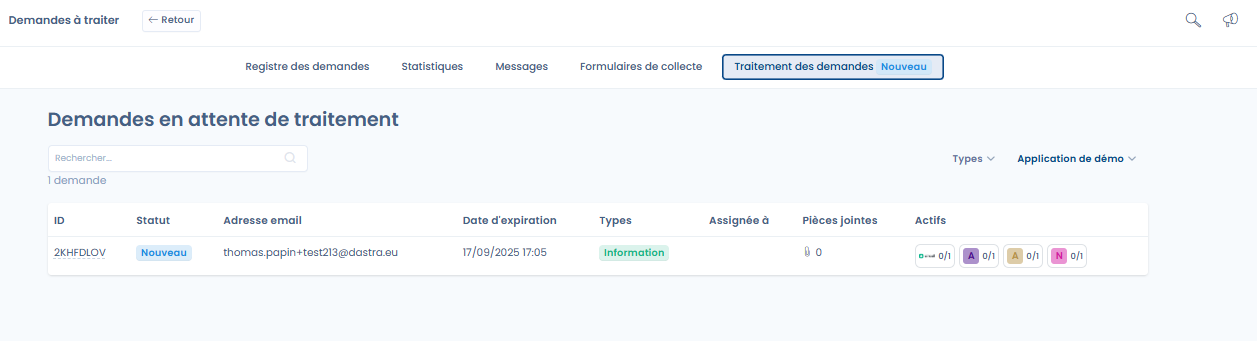 Demandes à traiter ← Retour
Registre des demandes Statistiques Messages Formulaires de collecte Traitement des demandes Nouveau
Demandes en attente de traitement
Rechercher...
Types Application de démo
1 demande
ID Statut Adresse email Date d'expiration Types Assignée à Pièces jointes Actifs
2KHFDLOV Nouveau thomas.papin+test213@dastra.eu 17/09/2025 17:05 Information 0 0/1 A 0/1 A 0/1 N 0/1